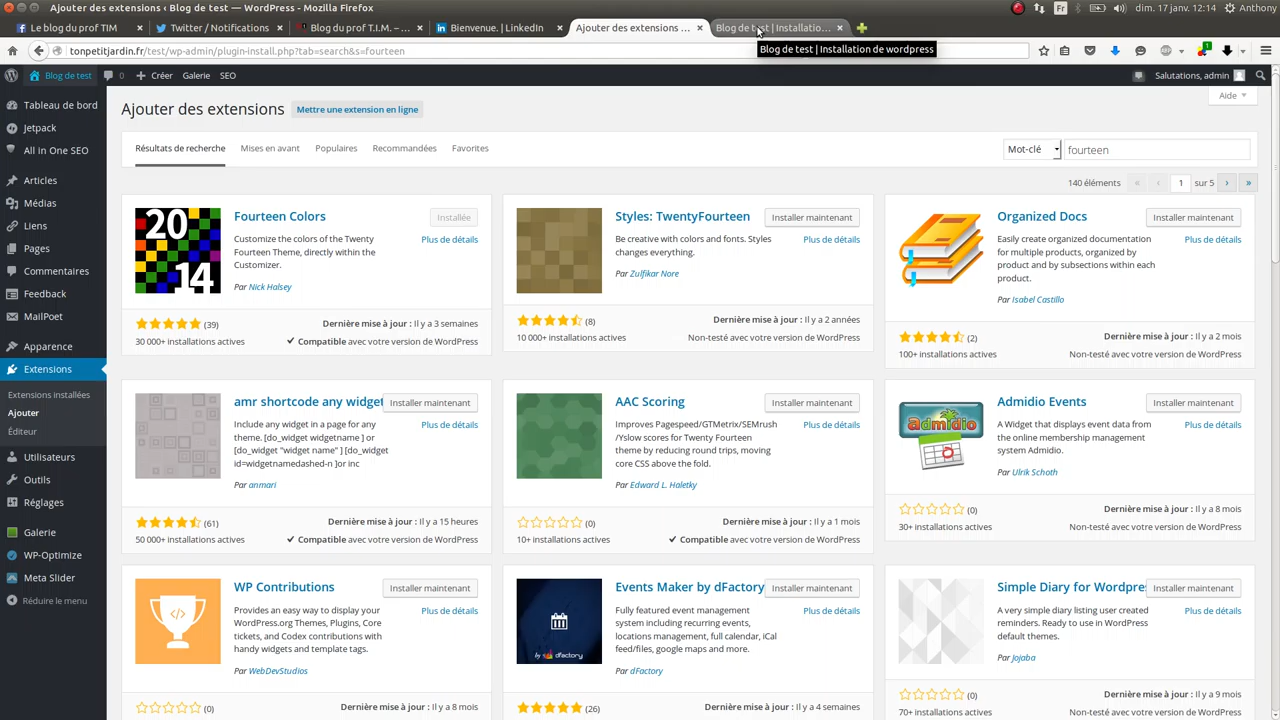 Ajouter des extensions ‹ Blog de test — WordPress - Mozilla Firefox
Fr
dim. 17 janv. 12:14
Anthony
Le blog du prof TIM
Twitter / Notifications
Blog du prof T.I.M. – ...
Bienvenue. | LinkedIn
Ajouter des extensions ...
Blog de test | Installatio...
tonpetitjardin.fr/test/wp-admin/plugin-install.php?tab=search&s=fourteen
Blog de test | Installation de wordpress
Blog de test
0
Créer
Galerie
SEO
Salutations, admin
Tableau de bord
Jetpack
All in One SEO
Articles
Médias
Liens
Pages
Commentaires
Feedback
MailPoet
Apparence
Extensions
Extensions installées
Ajouter
Éditeur
Utilisateurs
Outils
Réglages
Galerie
WP-Optimize
Meta Slider
Réduire le menu
Ajouter des extensions
Mettre une extension en ligne
Aide
Résultats de recherche
Mises en avant
Populaires
Recommandées
Favorites
Mot-clé
fourteen
140 éléments « ‹ 1 sur 5 › »
20
14
Fourteen Colors
Installée
Plus de détails
Customize the colors of the Twenty
Fourteen Theme, directly within the
Customizer.
Par Nick Halsey
(39)
Dernière mise à jour : Il y a 3 semaines
30 000+ installations actives
Compatible avec votre version de WordPress
Styles: TwentyFourteen
Installer maintenant
Plus de détails
Be creative with colors and fonts. Styles
changes everything.
Par Zulfikar Nore
(8)
Dernière mise à jour : Il y a 2 années
10 000+ installations actives
Non-testé avec votre version de WordPress
Organized Docs
Installer maintenant
Plus de détails
Easily create organized documentation
for multiple products, organized by
product and by subsections within each
product.
Par Isabel Castillo
(2)
Dernière mise à jour : Il y a 2 mois
100+ installations actives
Non-testé avec votre version de WordPress
amr shortcode any widget
Installer maintenant
Plus de détails
Include any widget in a page for any
theme. [do_widget widgetname ] or
[do_widget "widget name" ] [do_widget
id=widgetnamedashed-n ]or inc
Par anmari
(61)
Dernière mise à jour : Il y a 15 heures
50 000+ installations actives
Compatible avec votre version de WordPress
AAC Scoring
Installer maintenant
Plus de détails
Improves Pagespeed/GTMetrix/SEMrush
/Yslow scores for Twenty Fourteen
theme by reducing round trips, moving
core CSS above the fold.
Par Edward L. Haletky
(0)
Dernière mise à jour : Il y a 1 mois
10+ installations actives
Compatible avec votre version de WordPress
admidio
Admidio Events
Installer maintenant
Plus de détails
A Widget that displays event data from
the online membership management
system Admidio.
Par Ulrik Schoth
(0)
Dernière mise à jour : Il y a 8 mois
30+ installations actives
Non-testé avec votre version de WordPress
WP Contributions
Installer maintenant
Plus de détails
Provides an easy way to display your
WordPress.org Themes, Plugins, Core
tickets, and Codex contributions with
handy widgets and template tags.
Par WebDevStudios
(0)
Dernière mise à jour : Il y a 8 mois
by dFactory
Events Maker by dFactory
Installer maintenant
Plus de détails
Fully featured event management
system including recurring events,
locations management, full calendar, iCal
feed/files, google maps and more.
Par dFactory
(26)
Dernière mise à jour : Il y a 4 semaines
Simple Diary for Wordpre
Installer maintenant
Plus de détails
A very simple diary listing user created
reminders. Ready to use in WordPress
default themes.
Par Jojaba
(0)
Dernière mise à jour : Il y a 9 mois
70+ installations actives
Non-testé avec votre version de WordPress